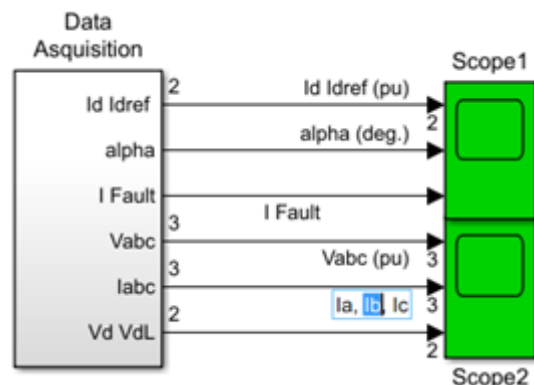 Data
Asquisition
Scope1
2
Id Idref
Id Idref (pu)
2
alpha
alpha (deg.)
I Fault
I Fault
3
Vabc
Vabc (pu)
3
3
Iabc
Ia, Ib, Ic
3
2
Vd VdL
2
Scope2